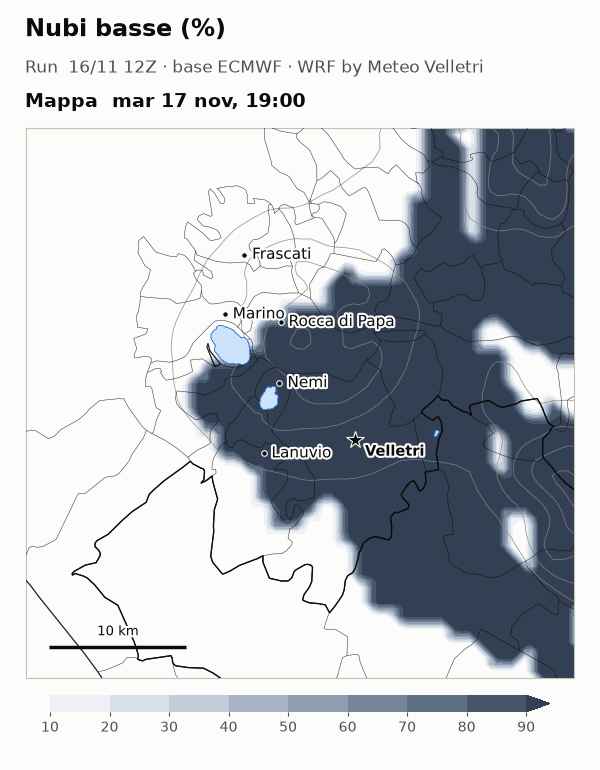 Nubi basse (%)
Run  16/11 12Z · base ECMWF · WRF by Meteo Velletri
Mappa  mar 17 nov, 19:00
Frascati
Marino
Rocca di Papa
Nemi
Velletri
Lanuvio
10 km
10 20 30 40 50 60 70 80 90